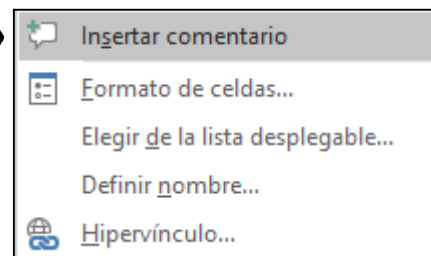 Insertar comentario
Formato de celdas...
Elegir de la lista desplegable...
Definir nombre...
Hipervínculo...